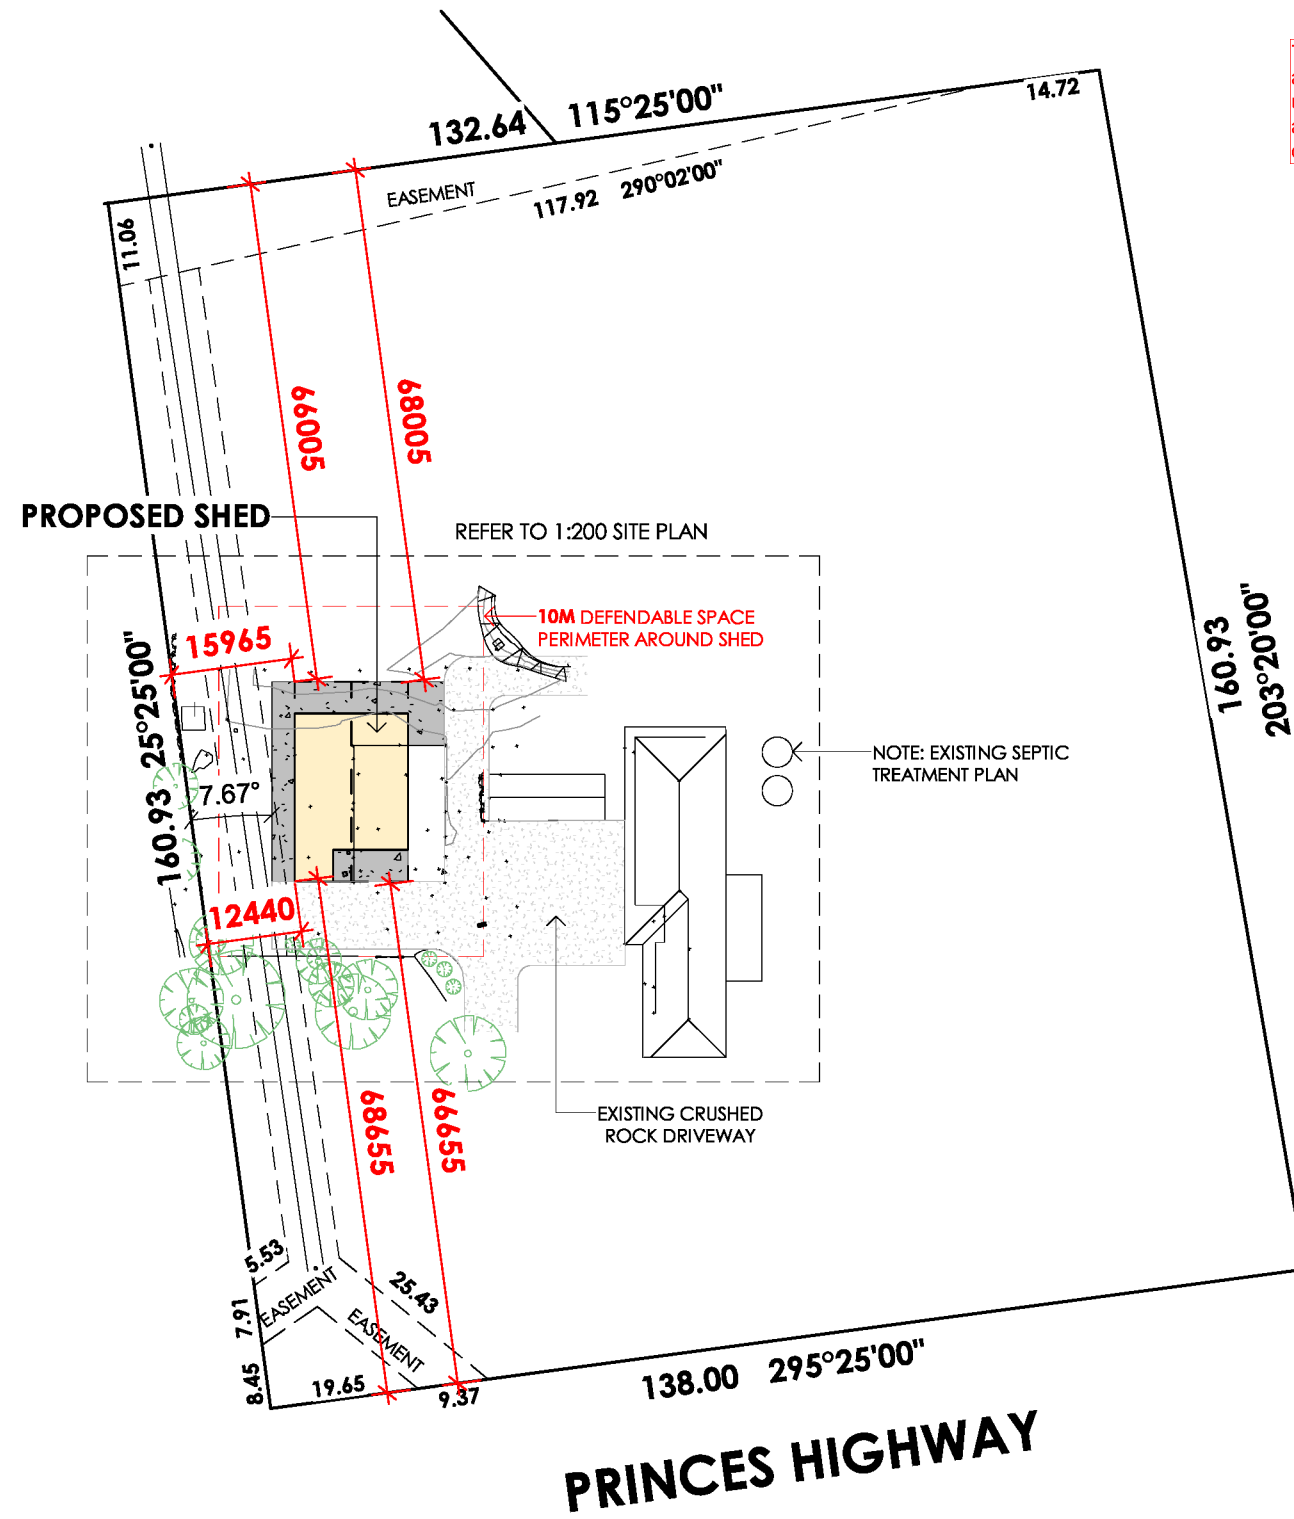 132.64 115°25'00"
14.72
EASEMENT
117.92 290°02'00"
11.06
66005
68005
PROPOSED SHED
REFER TO 1:200 SITE PLAN
10M DEFENDABLE SPACE
PERIMETER AROUND SHED
15965
160.93 25°25'00"
160.93
203°20'00"
NOTE: EXISTING SEPTIC
TREATMENT PLAN
7.67°
12440
68655
66655
EXISTING CRUSHED
ROCK DRIVEWAY
5.53
25.43
EASEMENT
EASEMENT
7.91
8.45
19.65
9.37
138.00 295°25'00"
PRINCES HIGHWAY